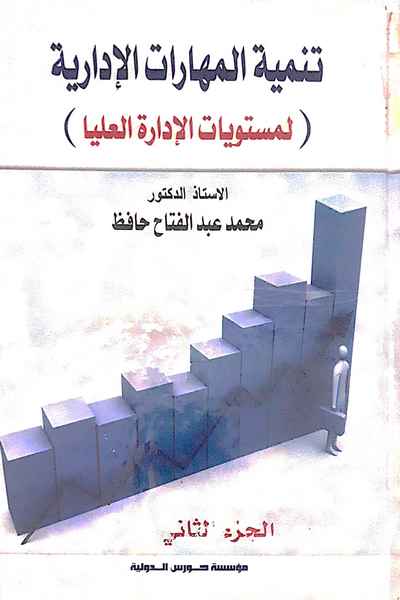 تنمية المهارات الإدارية
( لمستويات الإدارة العليا )
الاستاذ الدكتور
محمد عبد الفتاح حافظ
الجزء الثاني
مؤسسة حورس الدولية